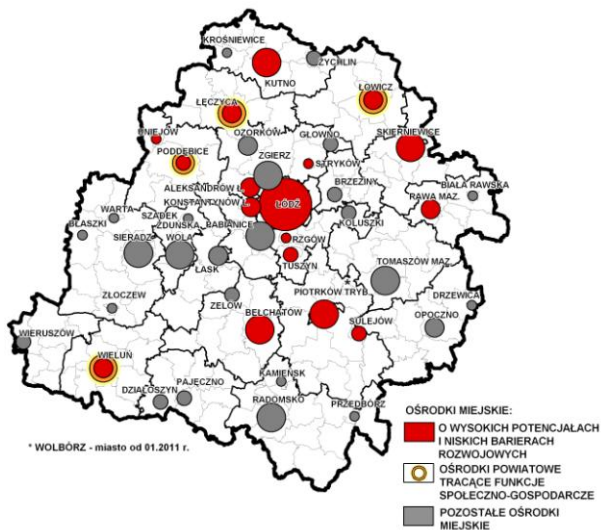 KROŚNIEWICE
ŻYCHLIN
KUTNO
ŁOWICZ
ŁĘCZYCA
UNIEJÓW
OZORKÓW
GŁOWNO
SKIERNIEWICE
PODDĘBICE
ZGIERZ
STRYKÓW
ALEKSANDRÓW Ł.
BRZEZINY
BIAŁA RAWSKA
KONSTANTYNÓW Ł.
ŁÓDŹ
RAWA MAZ.
WARTA
SZADEK
PABIANICE
KOLUSZKI
BŁASZKI
ZDUŃSKA
SIERADZ
WOLA
RZGÓW
ŁASK
TUSZYN
TOMASZÓW MAZ.
ZŁOCZEW
ZELÓW
PIOTRKÓW TRYB.
*
DRZEWICA
WIERUSZÓW
BEŁCHATÓW
SULEJÓW
OPOCZNO
WIELUŃ
KAMIEŃSK
DZIAŁOSZYN
PAJĘCZNO
RADOMSKO
PRZEDBÓRZ
* WOLBÓRZ - miasto od 01.2011 r.
OŚRODKI MIEJSKIE:
O WYSOKICH POTENCJAŁACH
I NISKICH BARIERACH
ROZWOJOWYCH
OŚRODKI POWIATOWE
TRACĄCE FUNKCJE
SPOŁECZNO-GOSPODARCZE
POZOSTAŁE OŚRODKI
MIEJSKIE